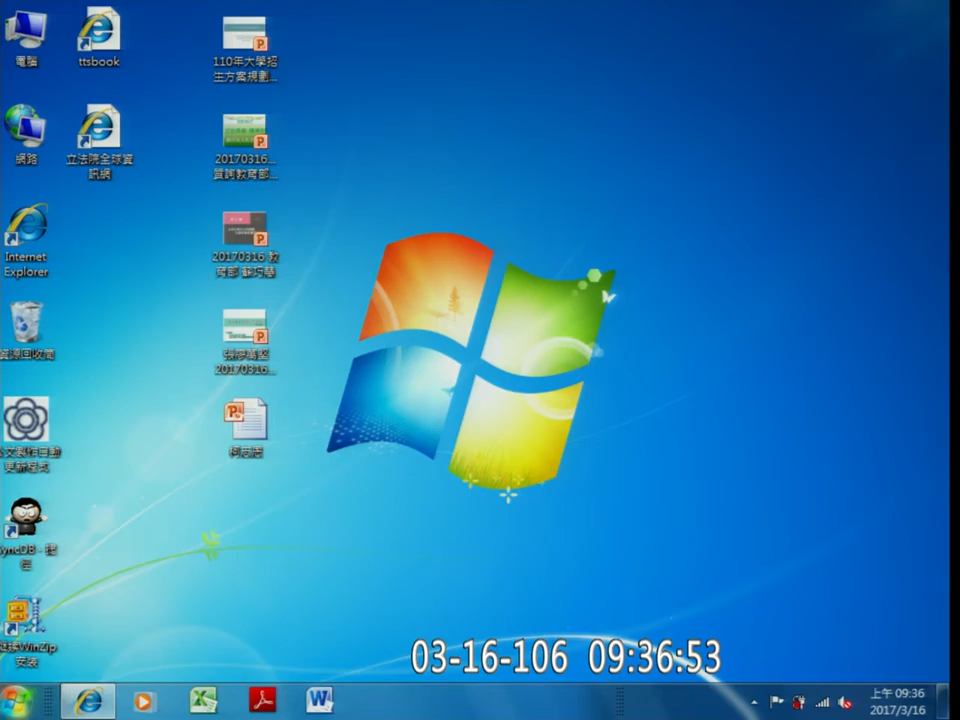 電腦
ttsbook
110年大學招
生方案規劃...
網路
立法院全球資
訊網
20170316...
質詢教育部...
Internet
Explorer
20170316 教
育部 蘇巧慧
資源回收筒
張廖萬堅
20170316...
公文製作自動
更新程式
柯志恩
SyncDB - 捷
徑
WinZip
安裝
03-16-106 09:36:53
上午 09:36
2017/3/16